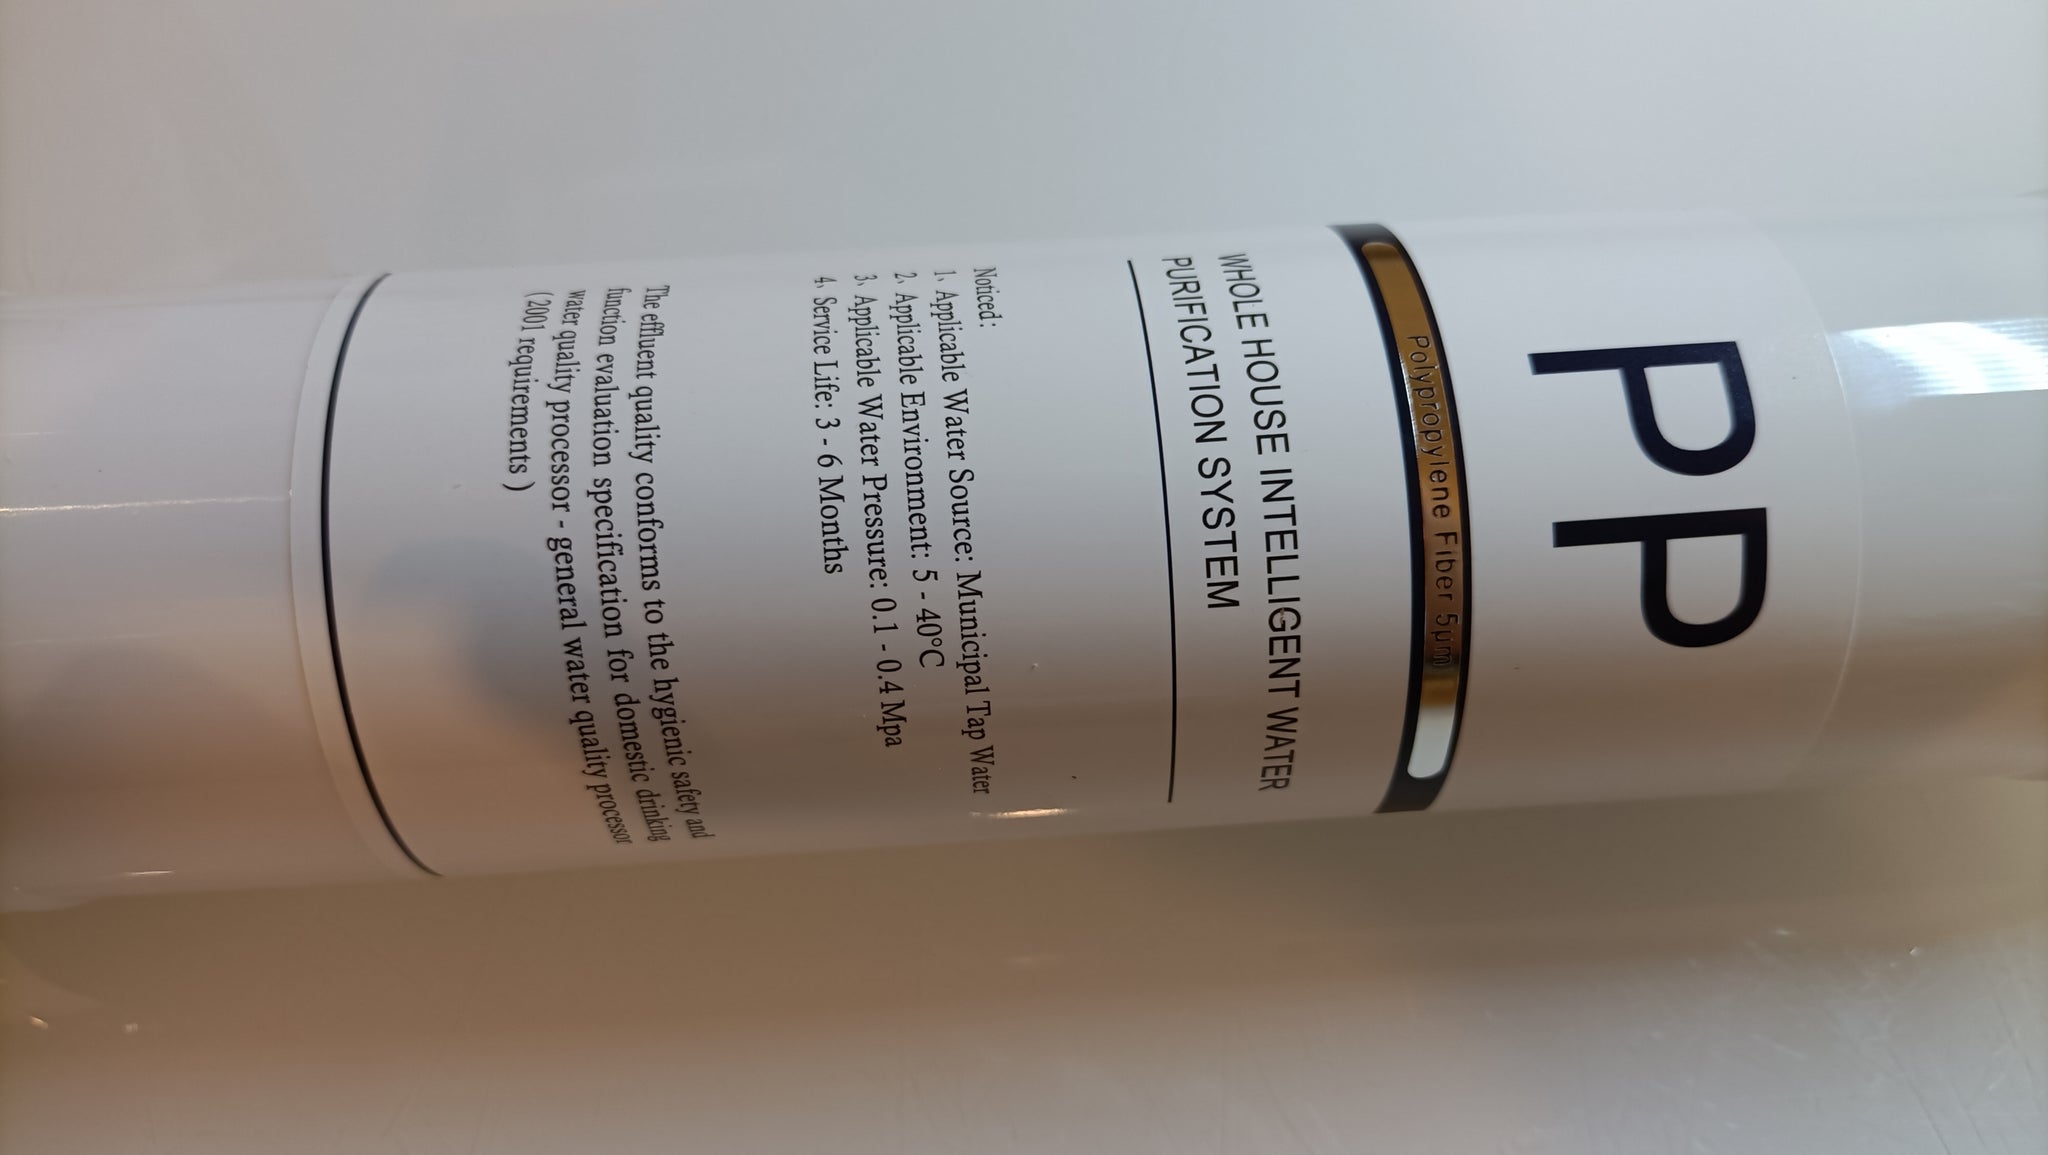 PP
Polypropylene Fiber 5μm
WHOLE HOUSE INTELLIGENT WATER
PURIFICATION SYSTEM
Noticed:
1、Applicable Water Source: Municipal Tap Water
2、Applicable Environment: 5 - 40°C
3、Applicable Water Pressure: 0.1 - 0.4 Mpa
4、Service Life: 3 - 6 Months
The effluent quality conforms to the hygienic safety and
function evaluation specification for domestic drinking
water quality processor - general water quality processor
( 2001 requirements )